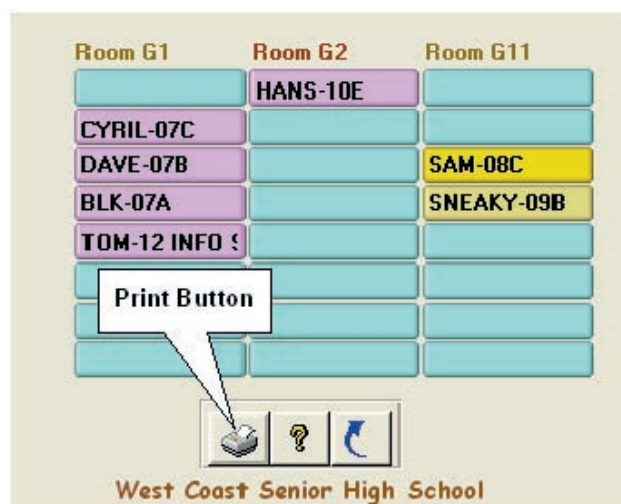 Room G1 Room G2 Room G11
HANS-10E
CYRIL-07C
DAVE-07B SAM-08C
BLK-07A SNEAKY-09B
TOM-12 INFO S
Print Button
?
West Coast Senior High School